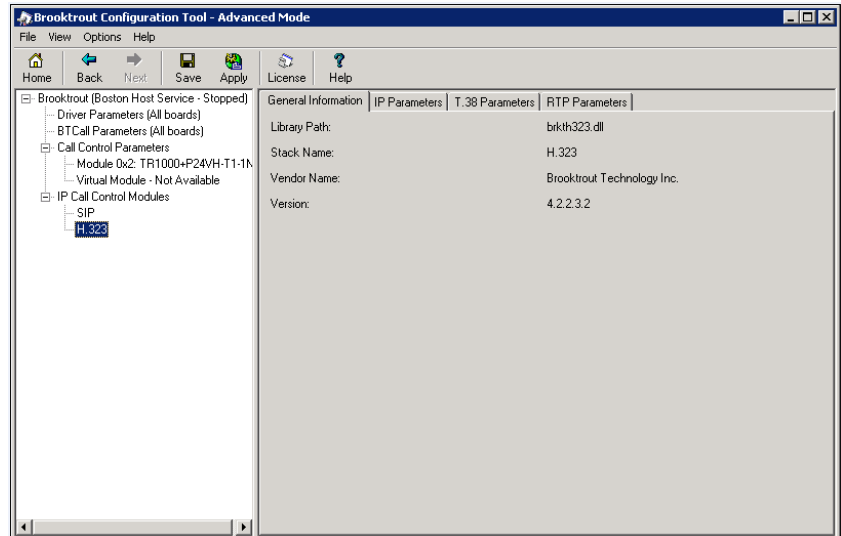 Brooktrout Configuration Tool - Advanced Mode
File View Options Help
Home Back Next Save Apply License Help
Brooktrout (Boston Host Service - Stopped)
Driver Parameters (All boards)
BTCall Parameters (All boards)
Call Control Parameters
Module 0x2: TR1000+P24VH-T1-1N
Virtual Module - Not Available
IP Call Control Modules
SIP
H.323
General Information IP Parameters T.38 Parameters RTP Parameters
Library Path: brkth323.dll
Stack Name: H.323
Vendor Name: Brooktrout Technology Inc.
Version: 4.2.2.3.2